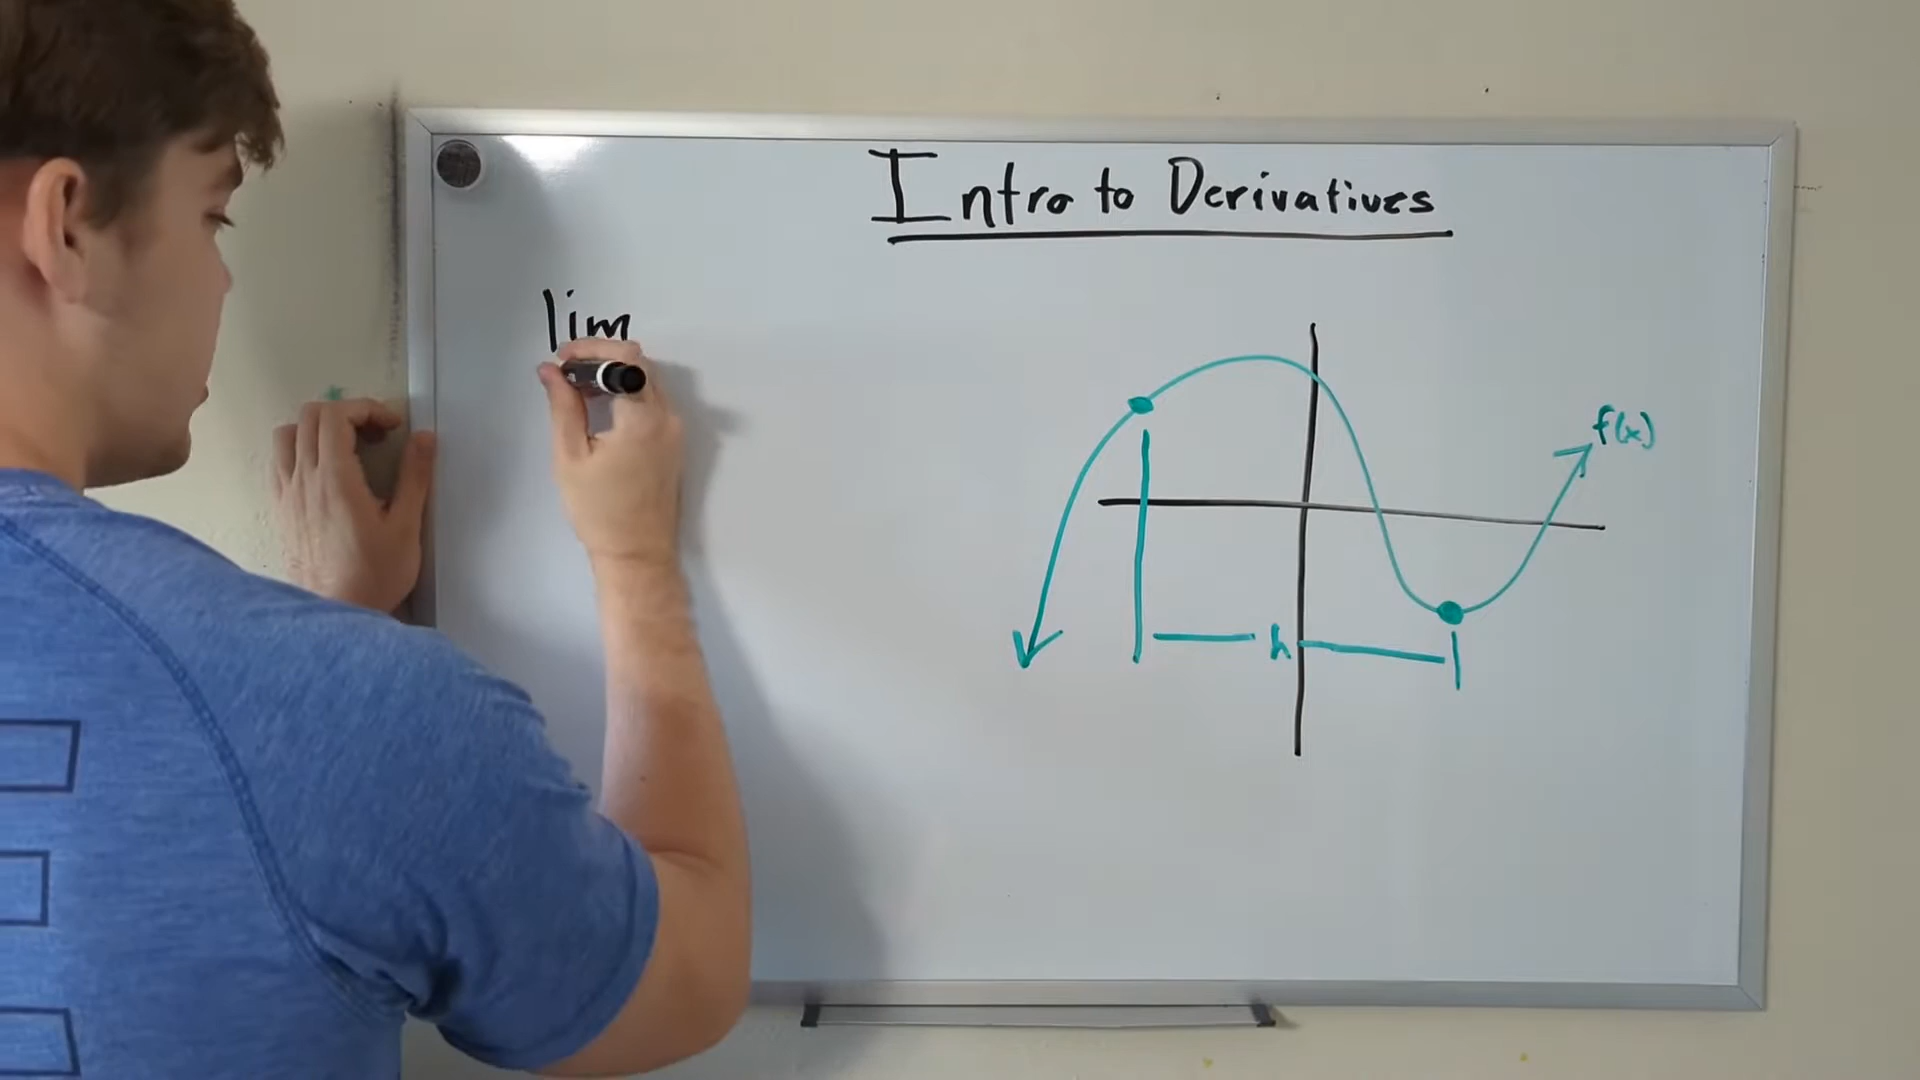 Intro to Derivatives
lim
f(x)
h